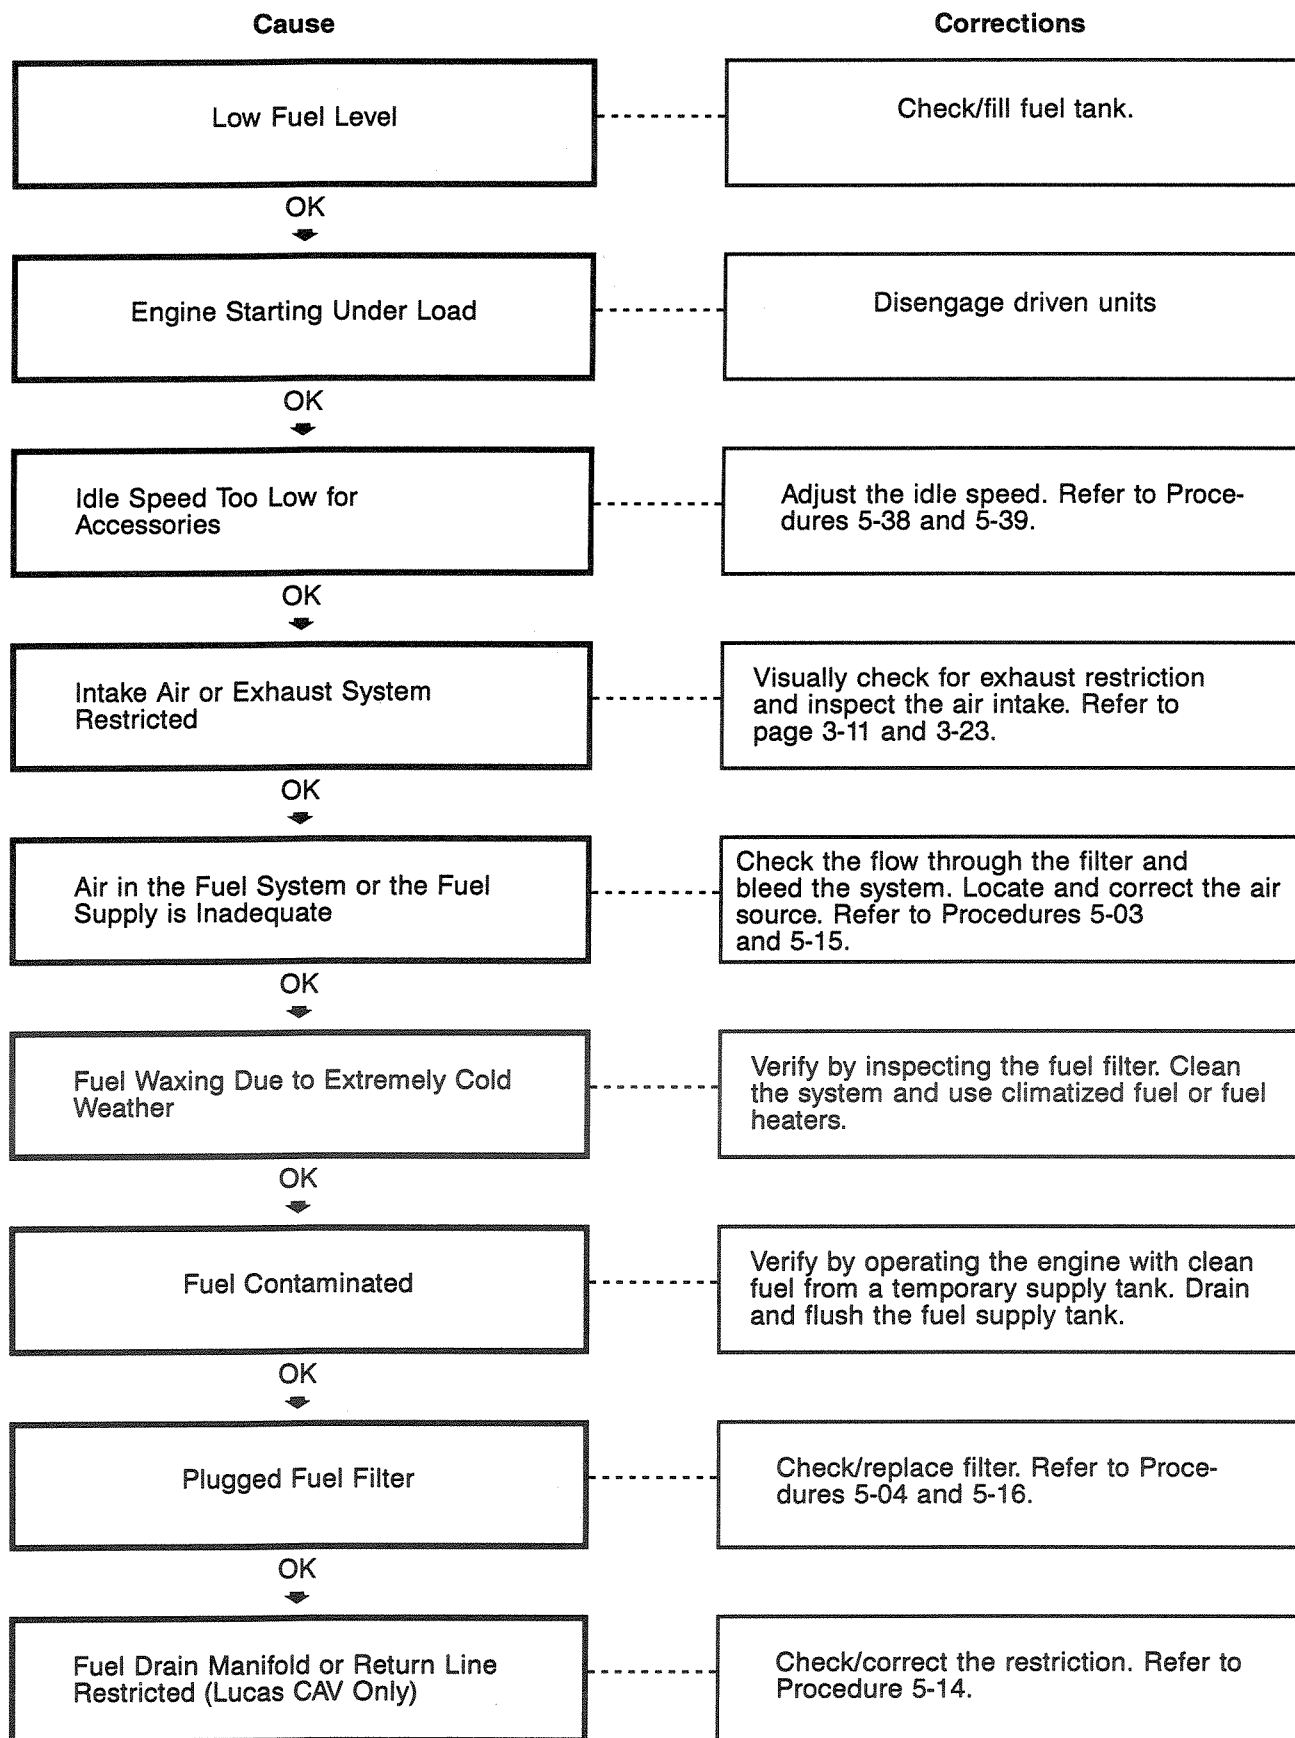 Cause
Corrections
Low Fuel Level
Check/fill fuel tank.
OK
Engine Starting Under Load
Disengage driven units
OK
Idle Speed Too Low for
Accessories
Adjust the idle speed. Refer to Proce-
dures 5-38 and 5-39.
OK
Intake Air or Exhaust System
Restricted
Visually check for exhaust restriction
and inspect the air intake. Refer to
page 3-11 and 3-23.
OK
Air in the Fuel System or the Fuel
Supply is Inadequate
Check the flow through the filter and
bleed the system. Locate and correct the air
source. Refer to Procedures 5-03
and 5-15.
OK
Fuel Waxing Due to Extremely Cold
Weather
Verify by inspecting the fuel filter. Clean
the system and use climatized fuel or fuel
heaters.
OK
Fuel Contaminated
Verify by operating the engine with clean
fuel from a temporary supply tank. Drain
and flush the fuel supply tank.
OK
Plugged Fuel Filter
Check/replace filter. Refer to Proce-
dures 5-04 and 5-16.
OK
Fuel Drain Manifold or Return Line
Restricted (Lucas CAV Only)
Check/correct the restriction. Refer to
Procedure 5-14.